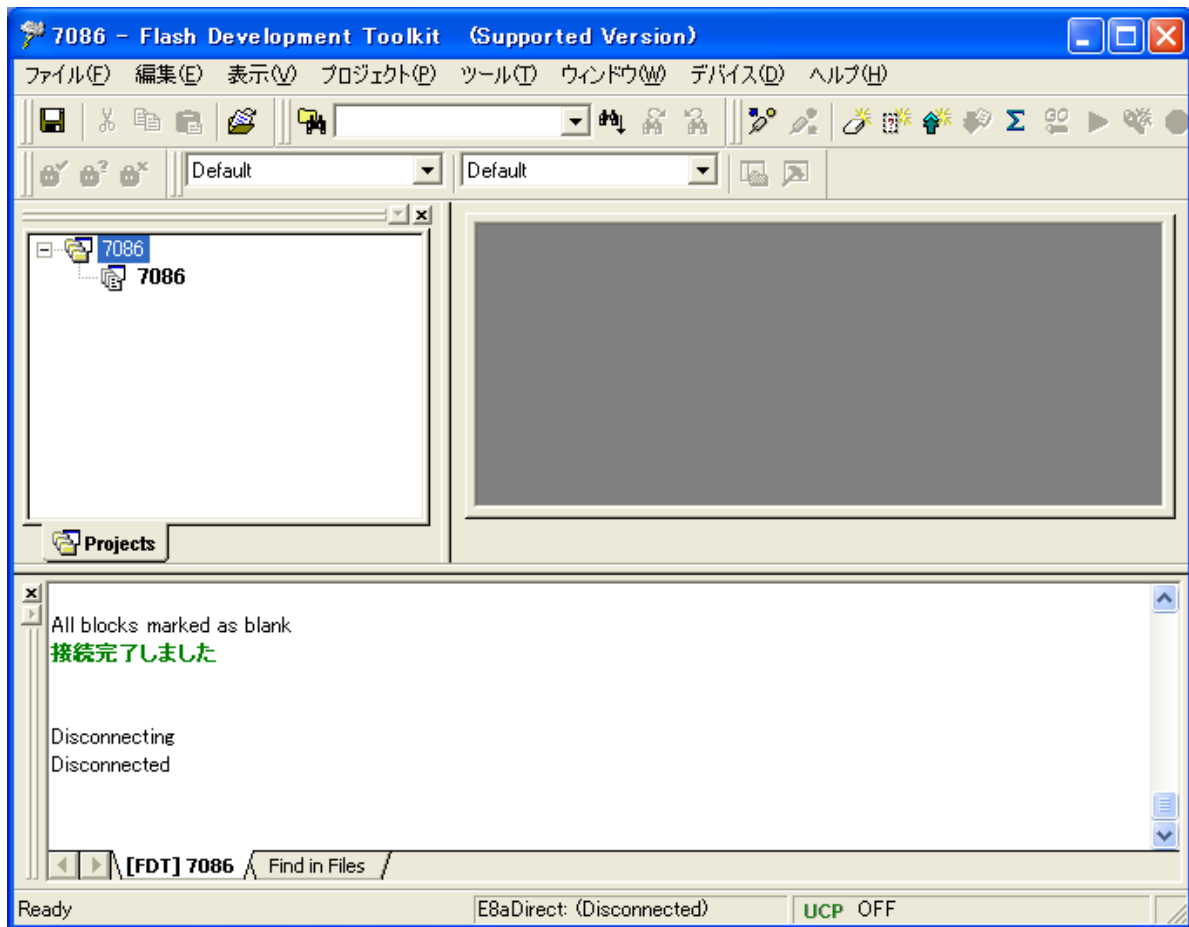 7086 - Flash Development Toolkit (Supported Version)
ファイル(F) 編集(E) 表示(V) プロジェクト(P) ツール(T) ウィンドウ(W) デバイス(D) ヘルプ(H)
Default Default
7086
7086
Projects
All blocks marked as blank
接続完了しました
Disconnecting
Disconnected
[FDT] 7086 Find in Files
Ready E8aDirect: (Disconnected) UCP OFF